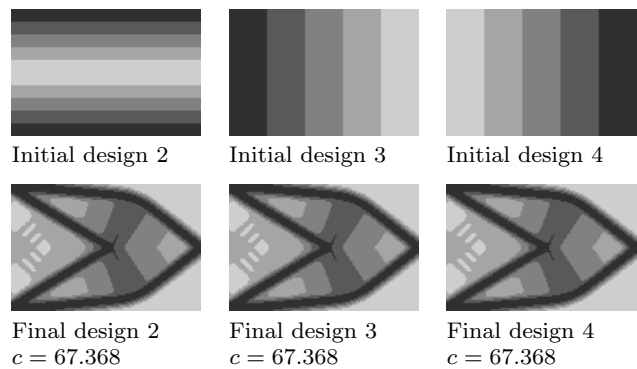 Initial design 2
Initial design 3
Initial design 4
Final design 2
c = 67.368
Final design 3
c = 67.368
Final design 4
c = 67.368